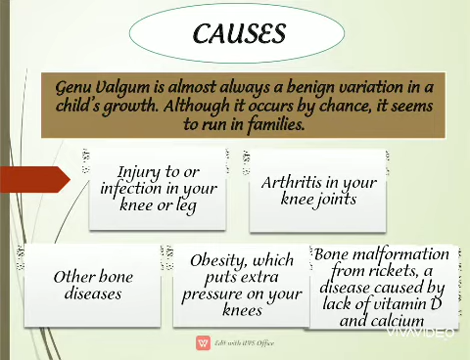 CAUSES
Genu Valgum is almost always a benign variation in a
child's growth. Although it occurs by chance, it seems
to run in families.
Injury to or
infection in your
knee or leg
Arthritis in your
knee joints
Other bone
diseases
Obesity, which
puts extra
pressure on your
knees
Bone malformation
from rickets, a
disease caused by
lack of vitamin D
and calcium
VIVAVIDEO
Edit with WPS Office